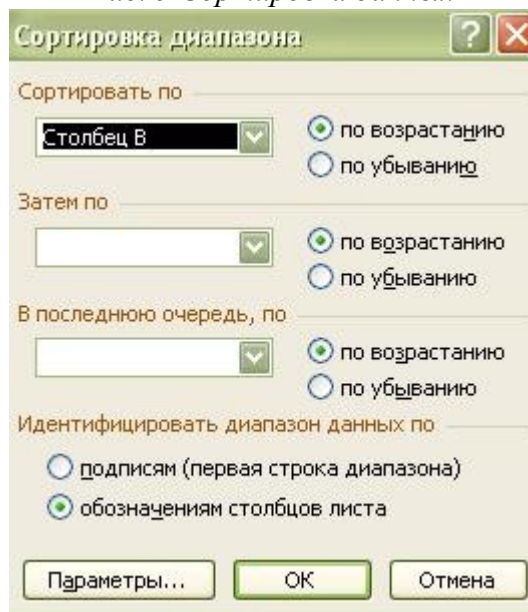 Сортировка диапазона
Сортировать по
Столбец B
по возрастанию
по убыванию
Затем по
по возрастанию
по убыванию
В последнюю очередь, по
по возрастанию
по убыванию
Идентифицировать диапазон данных по
подписям (первая строка диапазона)
обозначениям столбцов листа
Параметры... ОК Отмена